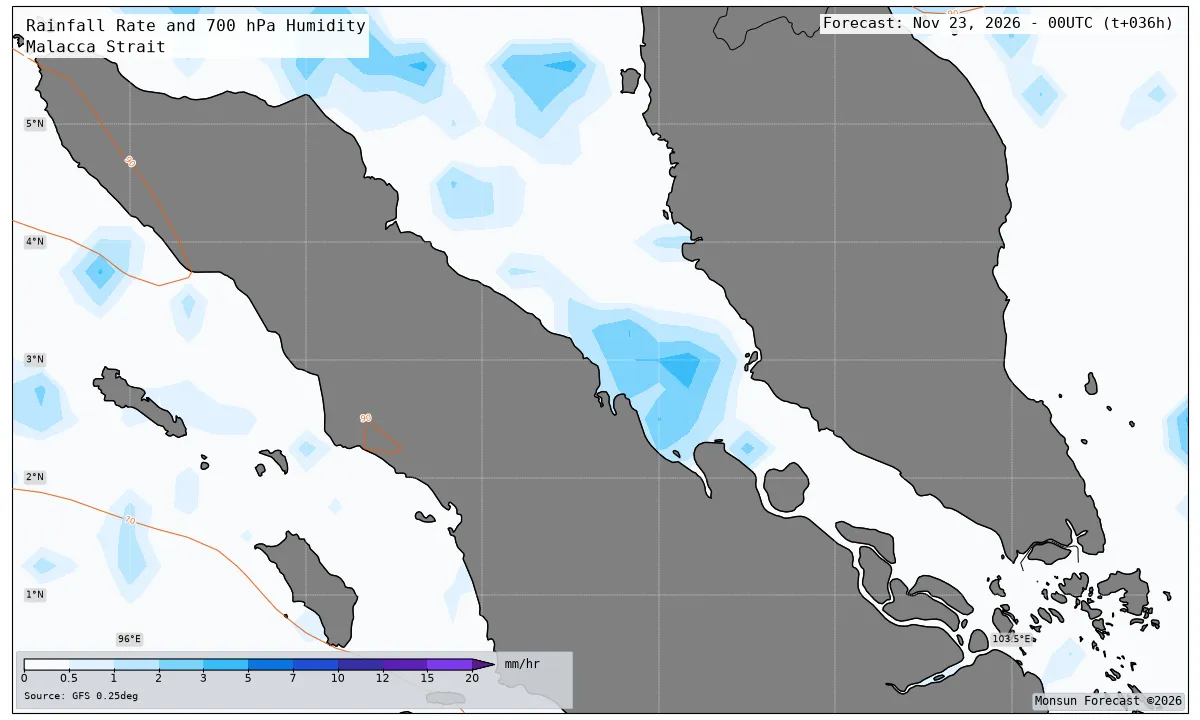 Rainfall Rate and 700 hPa Humidity
Malacca Strait
Forecast: Nov 23, 2026 - 00UTC (t+036h)
90
5°N
90
4°N
3°N
90
2°N
70
1°N
96°E
103.5°E
mm/hr
0 0.5 1 2 3 5 7 10 12 15 20
Source: GFS 0.25deg
Monsun Forecast ©2026